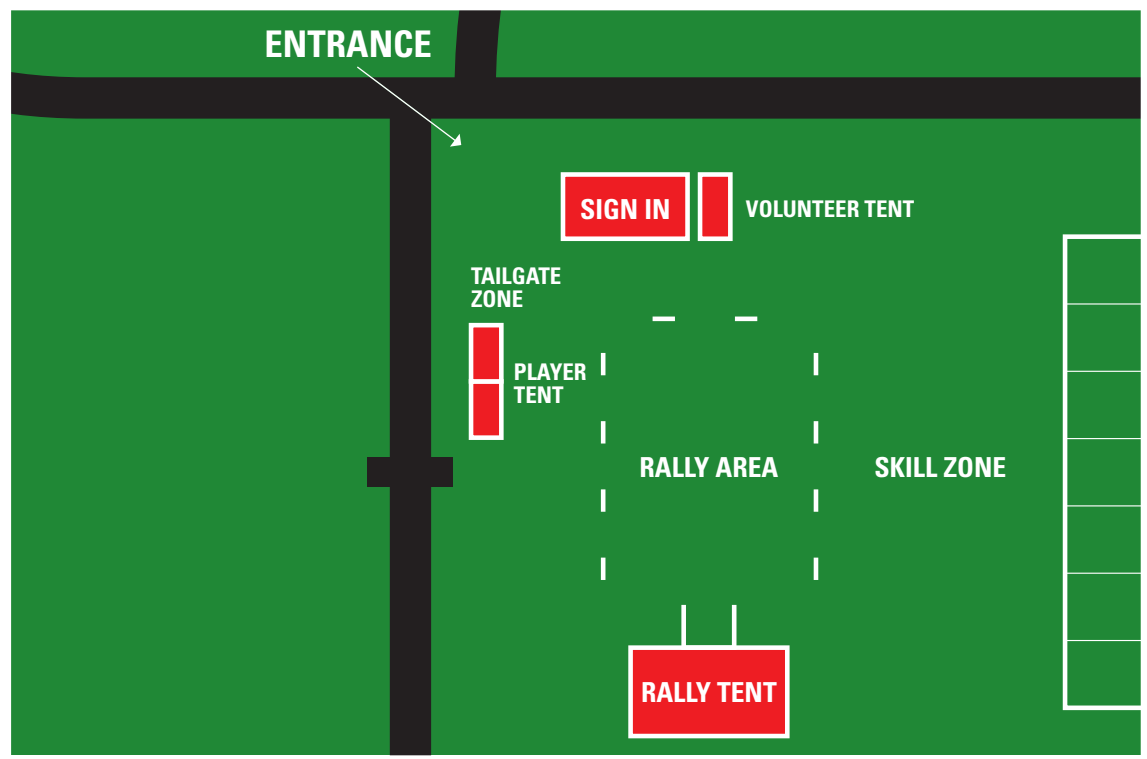 ENTRANCE
SIGN IN
VOLUNTEER TENT
TAILGATE
ZONE
PLAYER
TENT
RALLY AREA
SKILL ZONE
RALLY TENT